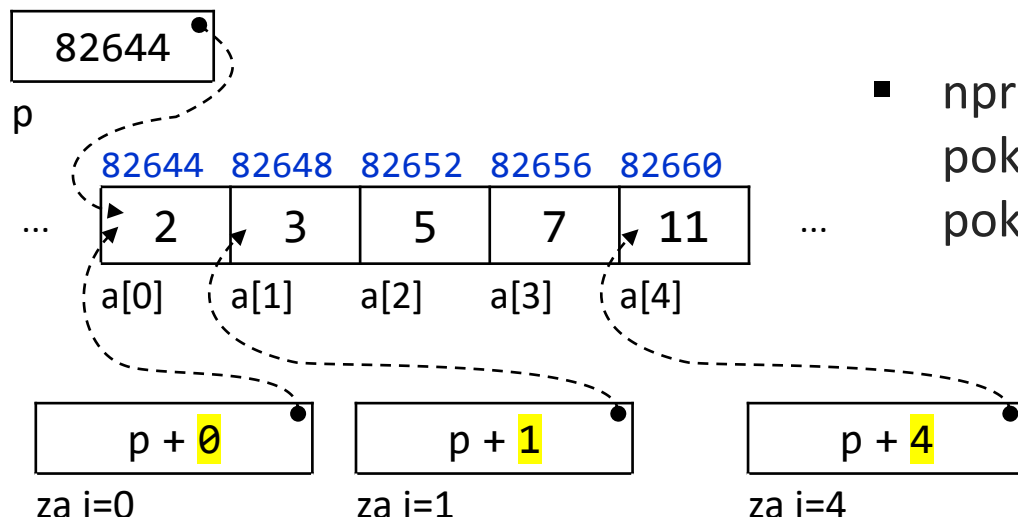 82644
p
▪ npr
pok
pok
82644 82648 82652 82656 82660
... 2 3 5 7 11 ...
a[0] a[1] a[2] a[3] a[4]
p + 0 p + 1 p + 4
za i=0 za i=1 za i=4